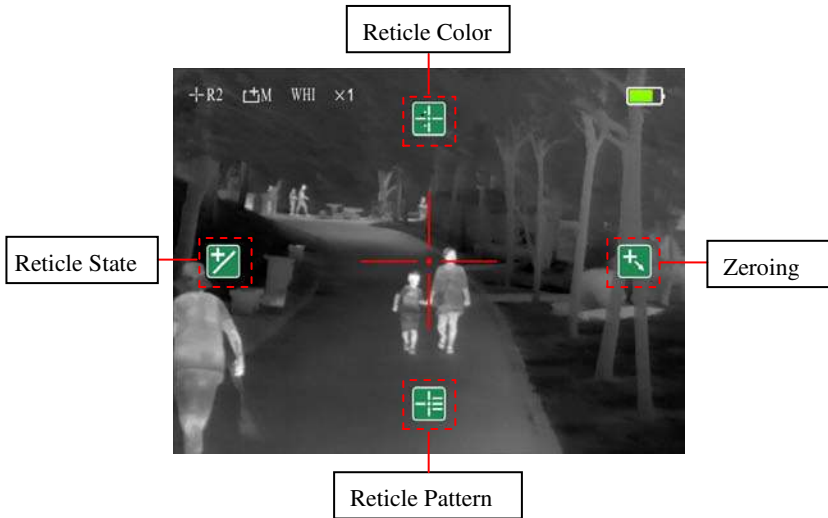 Reticle Color
R2 M WHI ×1
Reticle State
Zeroing
Reticle Pattern